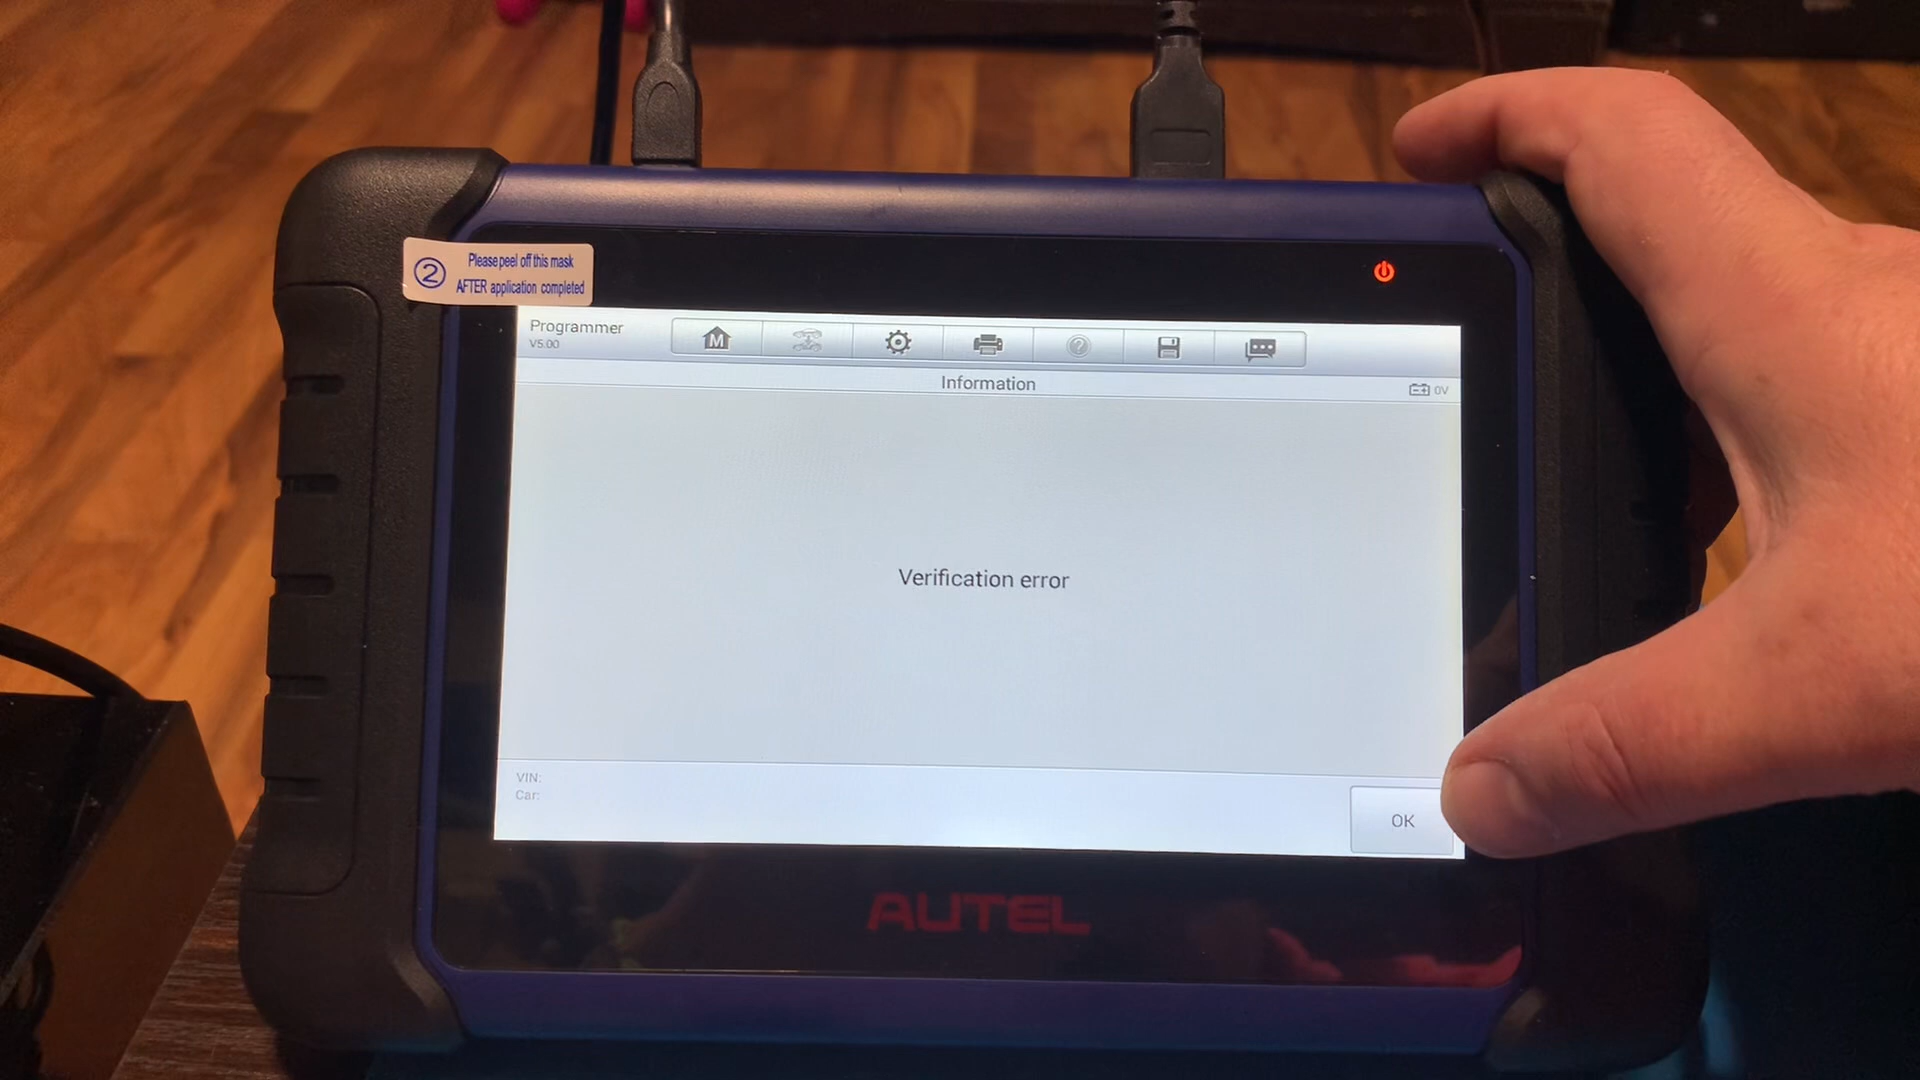 ②
Please peel off this mask
AFTER application completed
Programmer
V5.00
M
?
Information
0V
Verification error
VIN:
Car:
OK
AUTEL